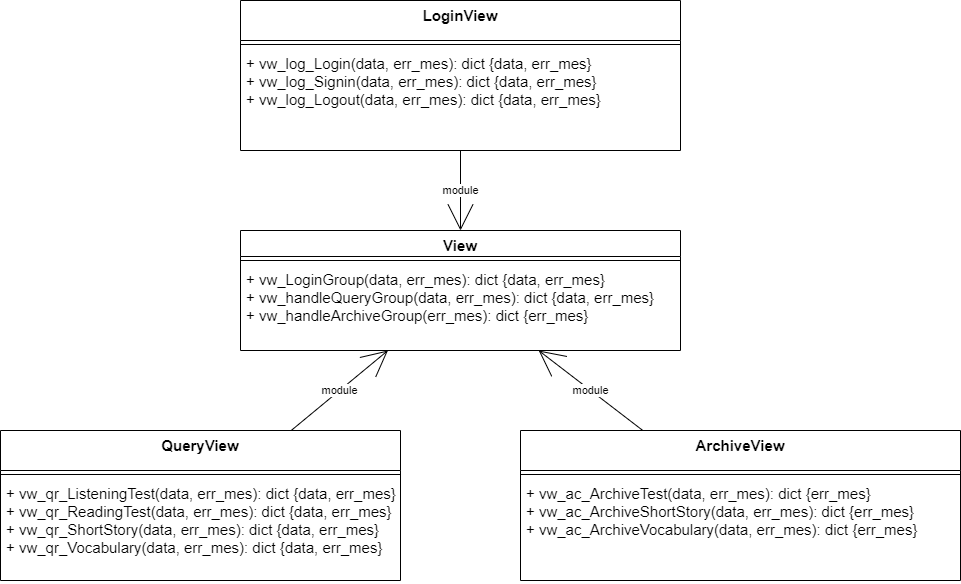 LoginView
+ vw_log_Login(data, err_mes): dict {data, err_mes}
+ vw_log_Signin(data, err_mes): dict {data, err_mes}
+ vw_log_Logout(data, err_mes): dict {data, err_mes}
module
View
+ vw_LoginGroup(data, err_mes): dict {data, err_mes}
+ vw_handleQueryGroup(data, err_mes): dict {data, err_mes}
+ vw_handleArchiveGroup(err_mes): dict {err_mes}
module
module
QueryView
+ vw_qr_ListeningTest(data, err_mes): dict {data, err_mes}
+ vw_qr_ReadingTest(data, err_mes): dict {data, err_mes}
+ vw_qr_ShortStory(data, err_mes): dict {data, err_mes}
+ vw_qr_Vocabulary(data, err_mes): dict {data, err_mes}
ArchiveView
+ vw_ac_ArchiveTest(data, err_mes): dict {err_mes}
+ vw_ac_ArchiveShortStory(data, err_mes): dict {err_mes}
+ vw_ac_ArchiveVocabulary(data, err_mes): dict {err_mes}